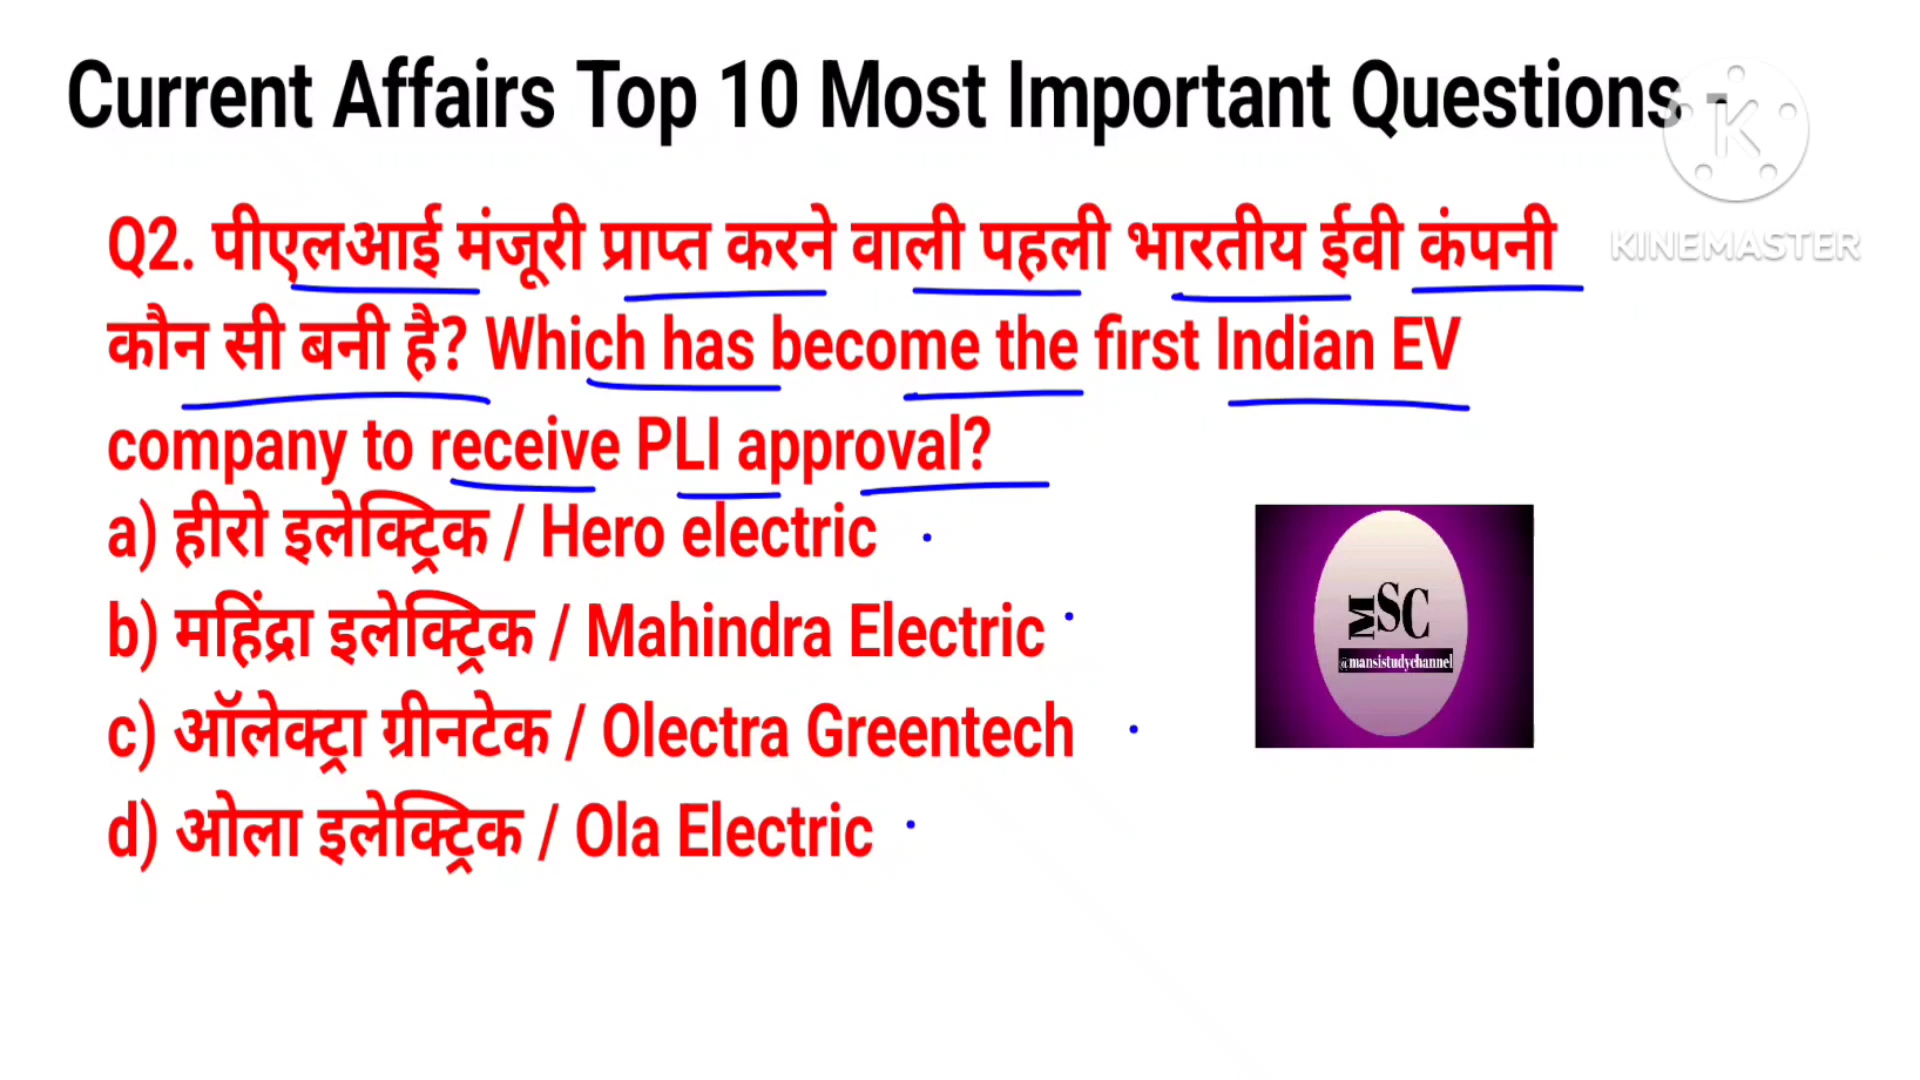 Current Affairs Top 10 Most Important Questions -
KINEMASTER
Q2. पीएलआई मंजूरी प्राप्त करने वाली पहली भारतीय ईवी कंपनी
कौन सी बनी है? Which has become the first Indian EV
company to receive PLI approval?
a) हीरो इलेक्ट्रिक / Hero electric
b) महिंद्रा इलेक्ट्रिक / Mahindra Electric
c) ऑलेक्ट्रा ग्रीनटेक / Olectra Greentech
d) ओला इलेक्ट्रिक / Ola Electric
MSC
@mansistudychannel